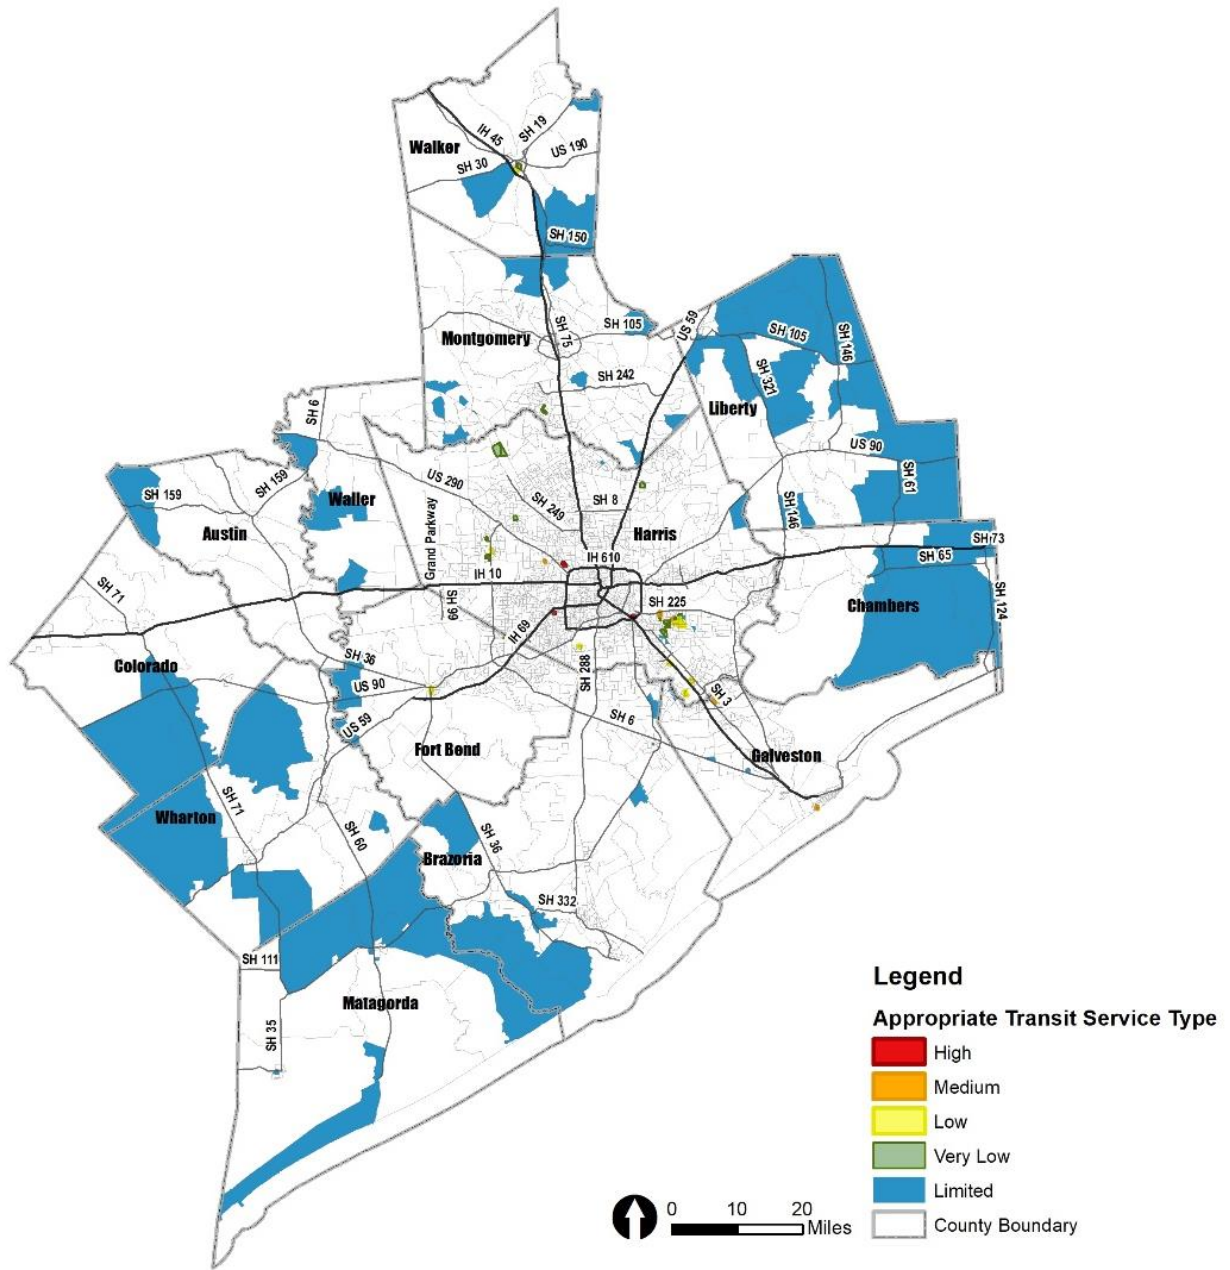 IH 45
SH 19
Walker
US 190
SH 30
SH 150
SH 75
SH 105
US 59
Montgomery
SH 105
SH 146
SH 242
SH 321
SH 6
Liberty
US 90
US 290
SH 61
SH 159
SH 159
Waller
SH 249
SH 8
SH 146
Austin
Grand Parkway
Harris
SH 73
IH 610
SH 65
IH 10
SH 71
SH 99
SH 225
Chambers
SH 124
IH 69
SH 36
Colorado
SH 288
US 90
SH 3
US 59
SH 6
Fort Bend
Galveston
SH 71
Wharton
SH 60
SH 36
Brazoria
SH 332
SH 111
Matagorda
SH 35
Legend
Appropriate Transit Service Type
High
Medium
Low
Very Low
Limited
County Boundary
0 10 20
Miles